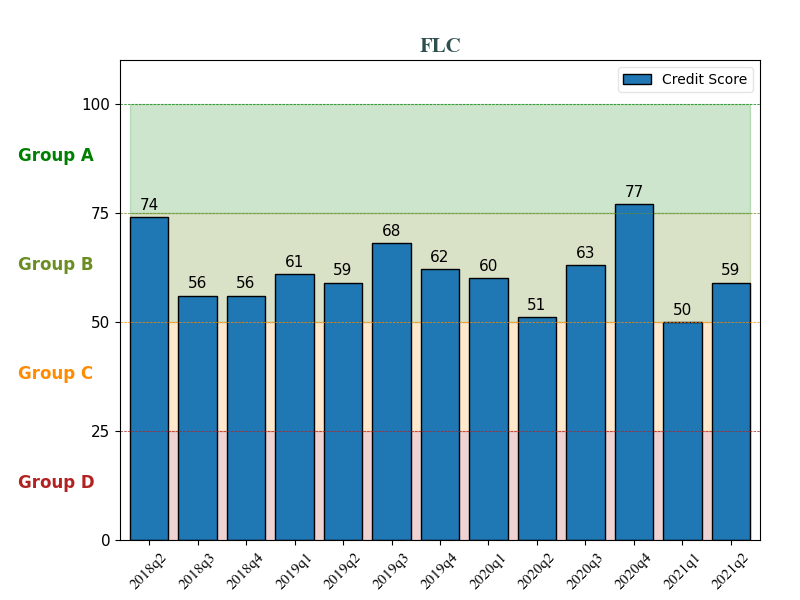 FLC
Credit Score
100
Group A
77
75
74
68
Group B
63
62
61
60
59
59
56
56
51
50
50
Group C
25
Group D
0
2018q2
2018q3
2018q4
2019q1
2019q2
2019q3
2019q4
2020q1
2020q2
2020q3
2020q4
2021q1
2021q2